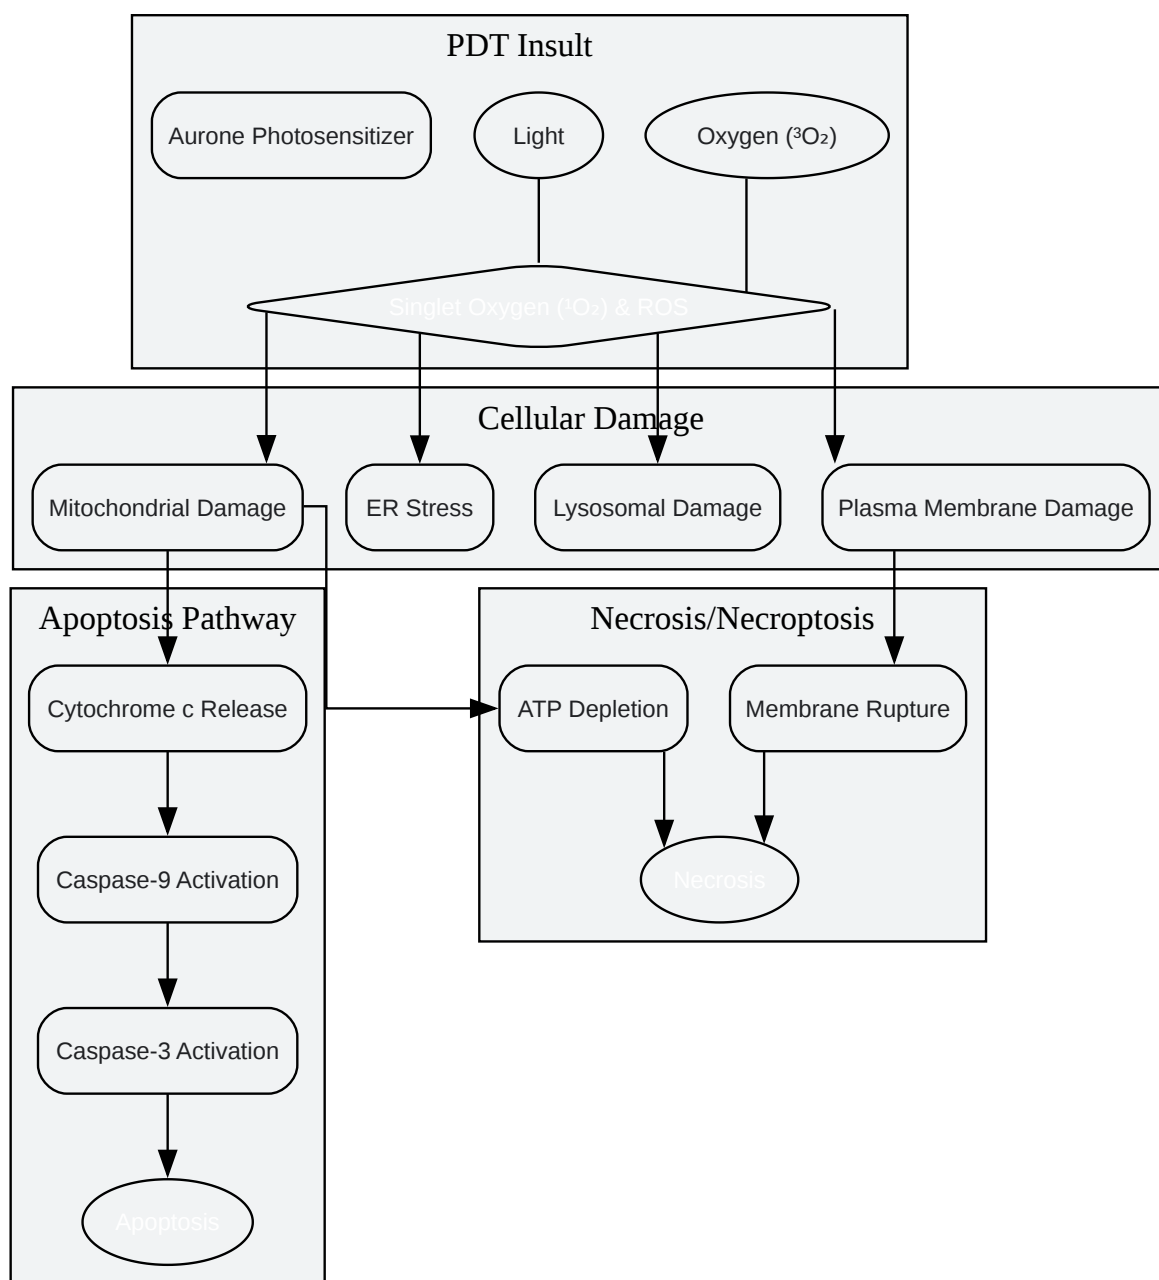 PDT Insult
Aurone Photosensitizer
Light
Oxygen (³O₂)
Singlet Oxygen (¹O₂) & ROS
Cellular Damage
Mitochondrial Damage
ER Stress
Lysosomal Damage
Plasma Membrane Damage
Apoptosis Pathway
Necrosis/Necroptosis
Cytochrome c Release
ATP Depletion
Membrane Rupture
Caspase-9 Activation
Necrosis
Caspase-3 Activation
Apoptosis